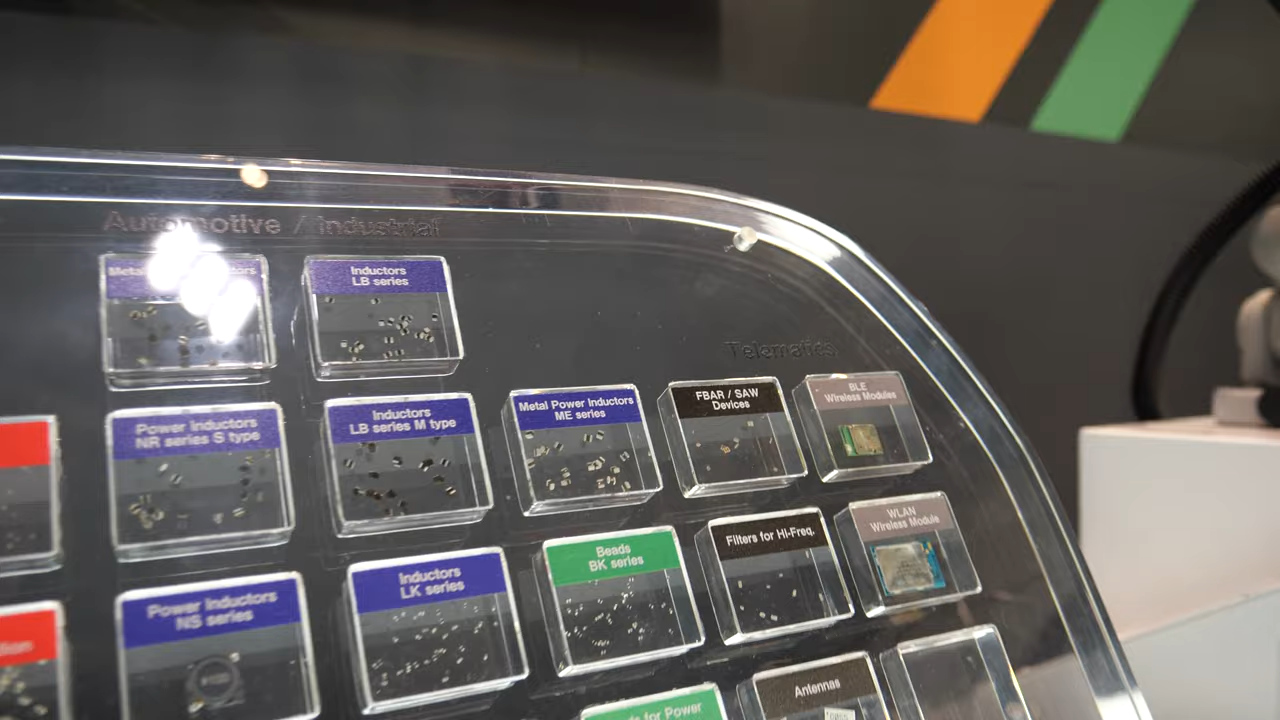 Automotive / Industrial
Inductors
LB series
Telematics
Power Inductors
NR series S type
Inductors
LB series M type
Metal Power Inductors
ME series
FBAR / SAW
Devices
BLE
Wireless Modules
Power Inductors
NS series
Inductors
LK series
Beads
BK series
Filters for Hi-Freq.
WLAN
Wireless Module
for Power
Antennas